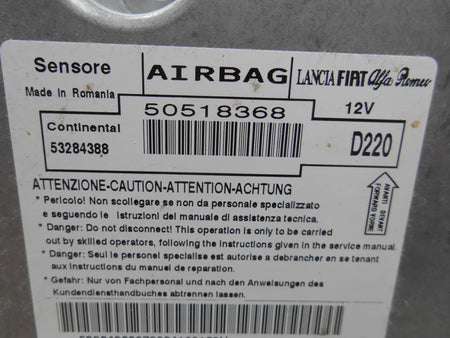 Sensore AIRBAG LANCIA FIAT Alfa Romeo
Made in Romania 50518368 12V
Continental
53284388 D220
AVANTI DEVANT
FORWARD VORNE
ATTENZIONE-CAUTION-ATTENTION-ACHTUNG
* Pericolo! Non scollegare se non da personale specializzato
e seguendo le istruzioni del manuale di assistenza tecnica.
* Danger: Do not disconnect! This operation is only to be carried
out by skilled operators, following the instructions given in the service manual.
* Danger: Seul le personel specialise est autorise a debrancher en se tenant
aux instructions du manuel de reparation.
* Gefahr: Nur von Fachpersonal und nach den Anweisungen des
Kundendiensthandbuches abtrennen lassen.